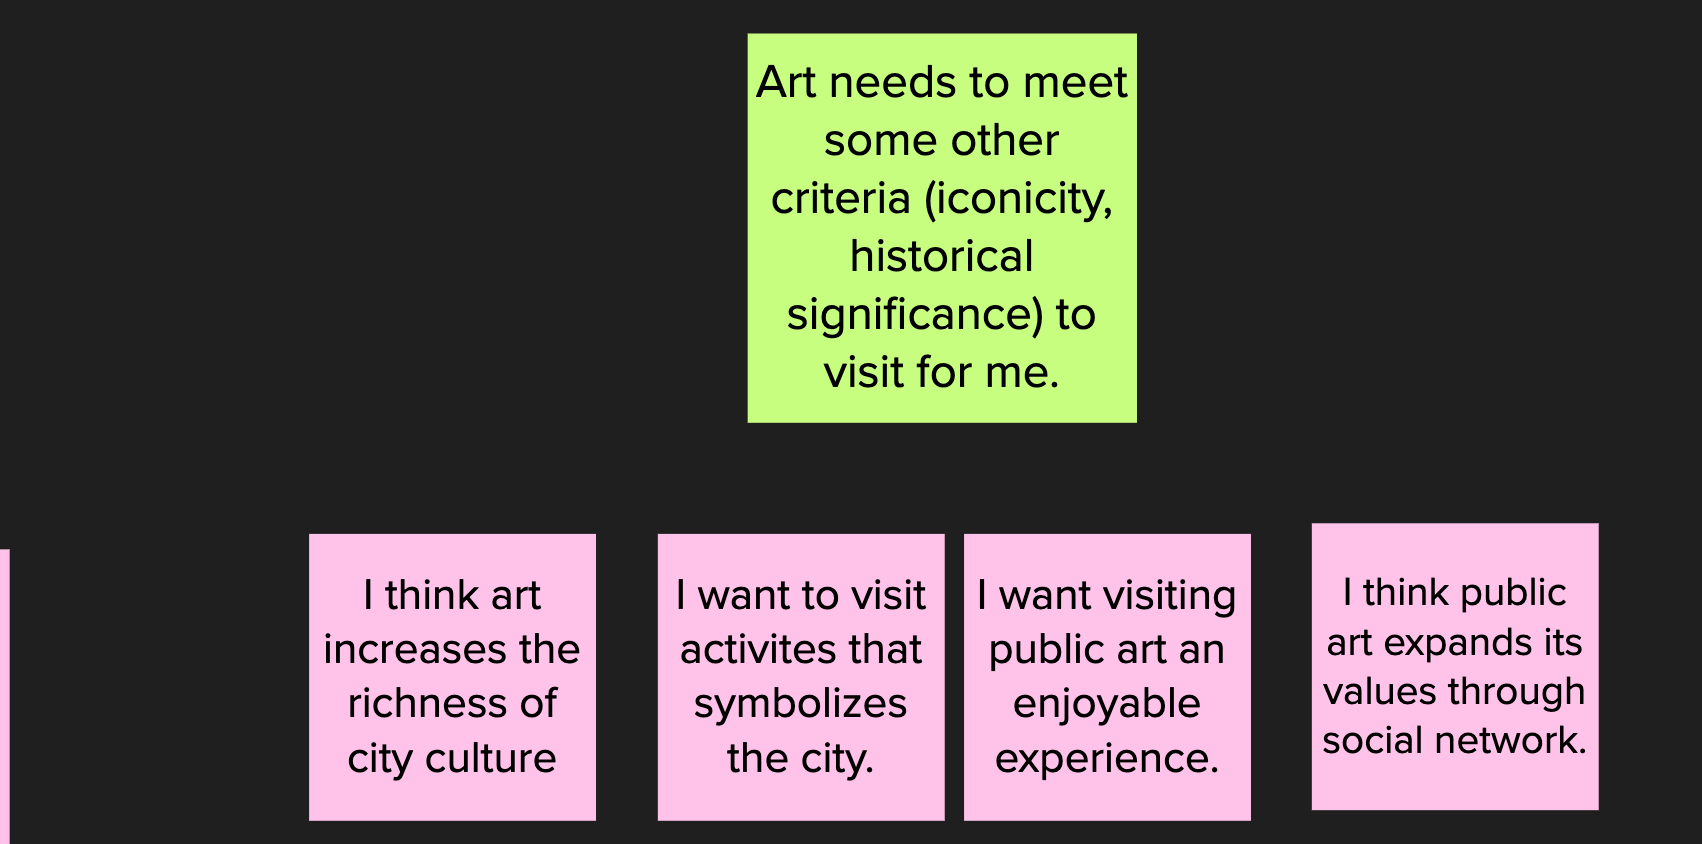 Art needs to meet
some other
criteria (iconicity,
historical
significance) to
visit for me.
I think art
increases the
richness of
city culture
I want to visit
activites that
symbolizes
the city.
I want visiting
public art an
enjoyable
experience.
I think public
art expands its
values through
social network.